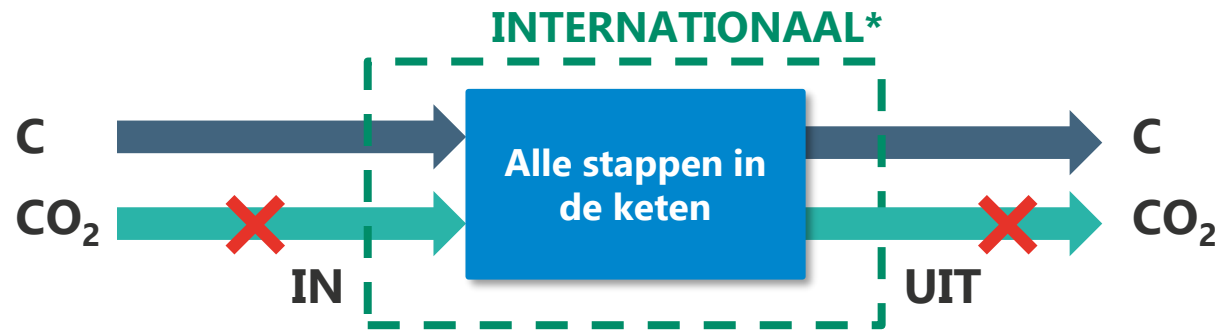 INTERNATIONAAL*
C
Alle stappen in
de keten
C
CO₂
CO₂
IN
UIT